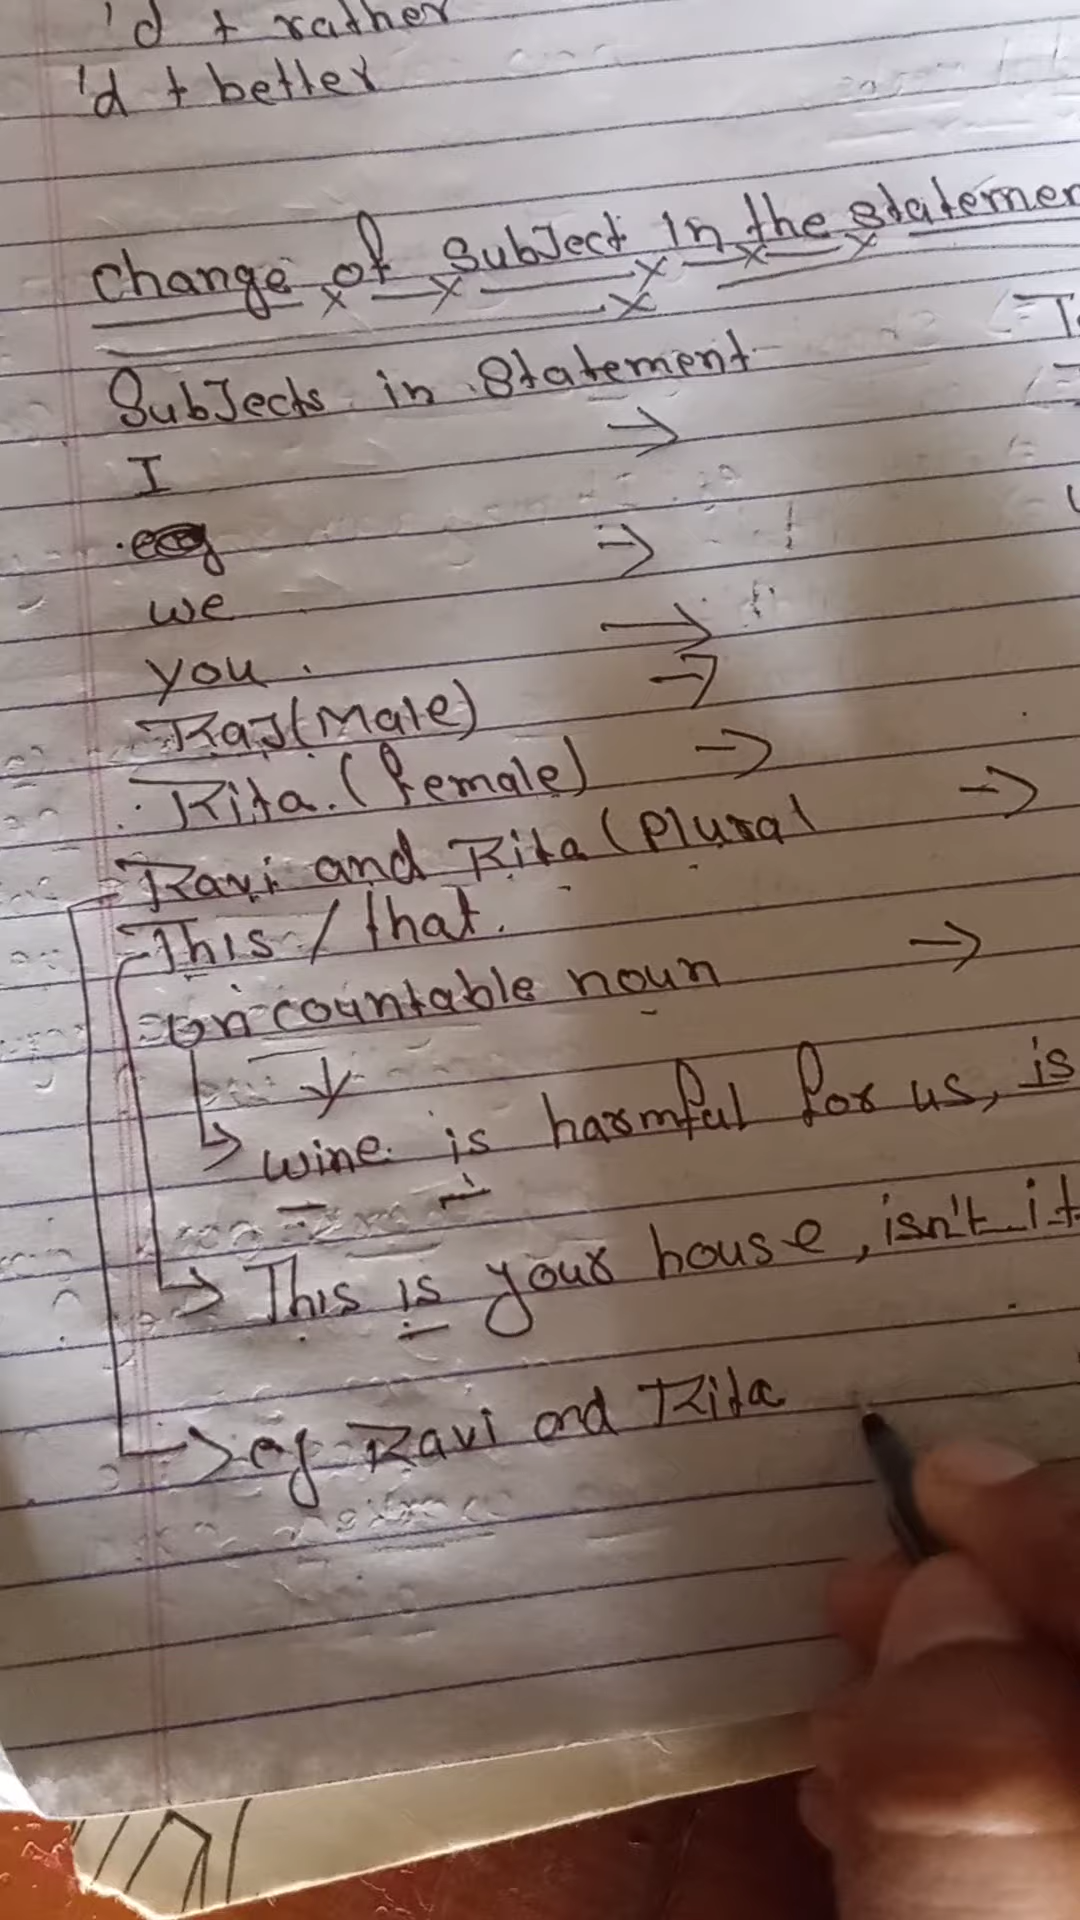 'd + rather
'd + better
Change of Subject in the statemen
Subjects in Statement
I →
we →
you. →
Raj (Male) →
Rita. (female) →
Ravi and Rita (Plural →
This / that.
Uncountable noun →
↓
↳ wine is harmful for us, is
→ This is your house, isn't it
→ eg Ravi and Rita